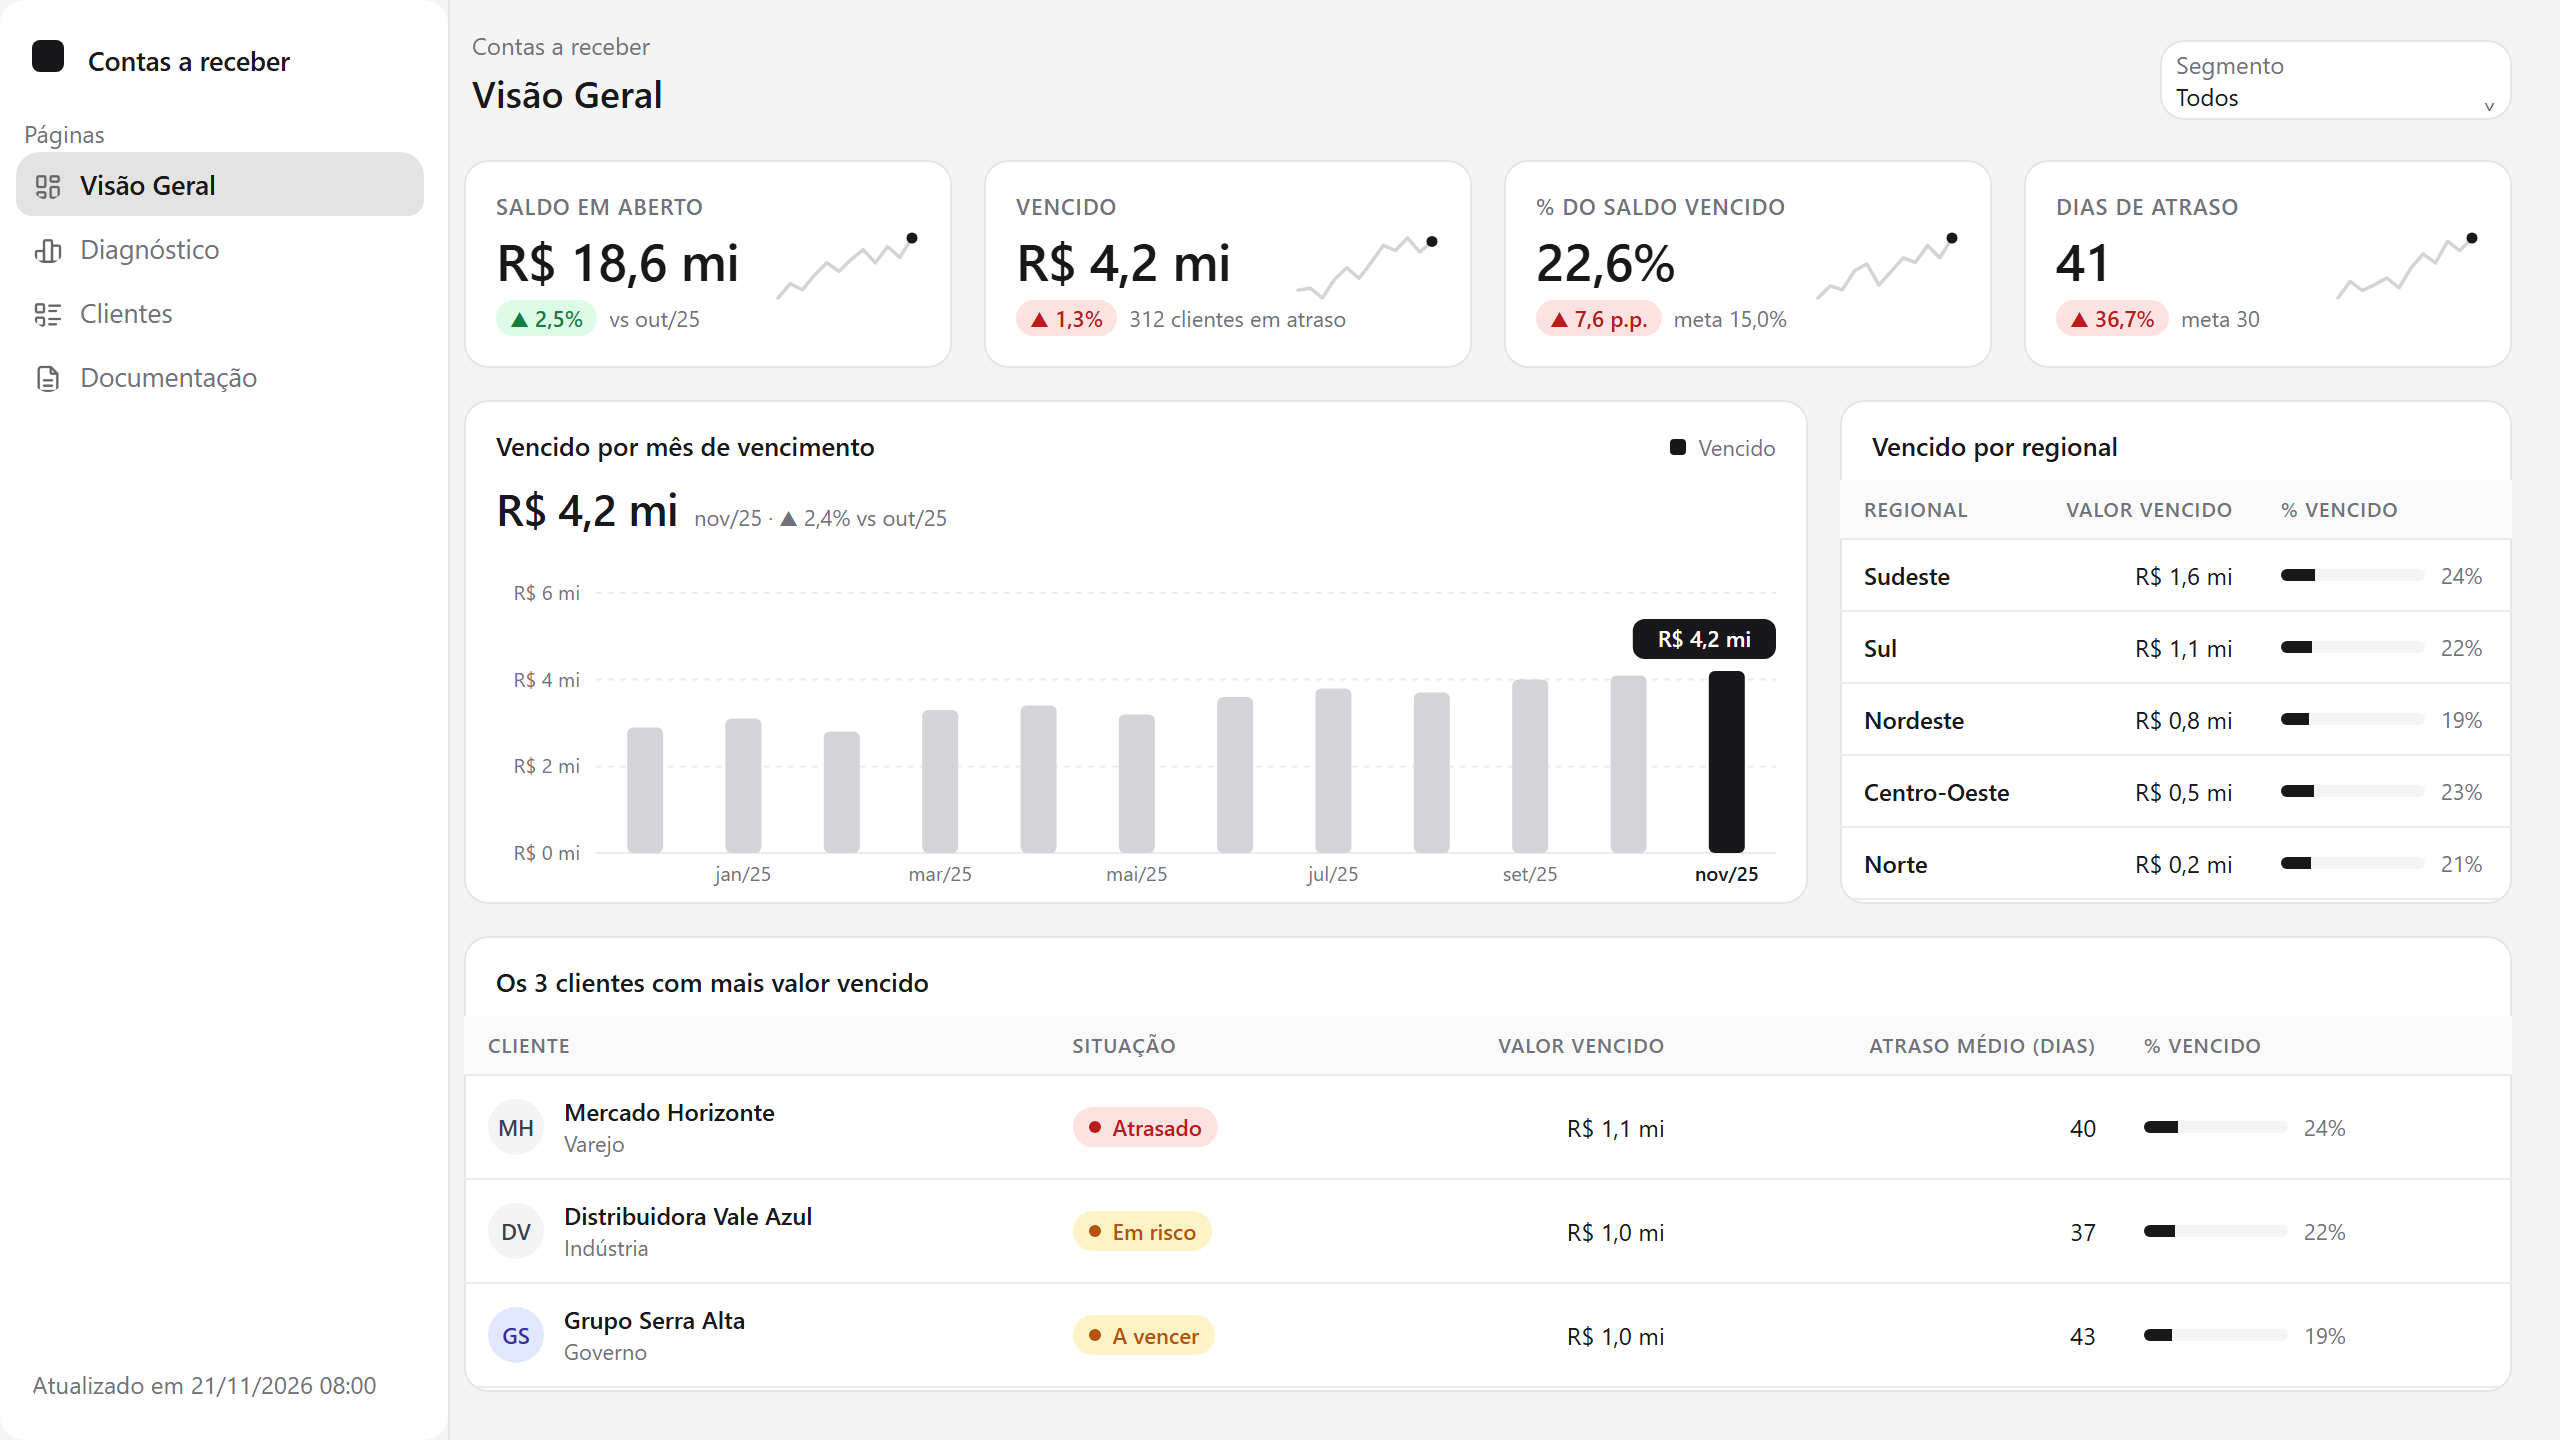 Contas a receber
Páginas
Visão Geral
Diagnóstico
Clientes
Documentação
Atualizado em 21/11/2026 08:00
Contas a receber
Visão Geral
Segmento
Todos
SALDO EM ABERTO
R$ 18,6 mi
▲ 2,5% vs out/25
VENCIDO
R$ 4,2 mi
▲ 1,3% 312 clientes em atraso
% DO SALDO VENCIDO
22,6%
▲ 7,6 p.p. meta 15,0%
DIAS DE ATRASO
41
▲ 36,7% meta 30
Vencido por mês de vencimento
Vencido
R$ 4,2 mi nov/25 · ▲ 2,4% vs out/25
R$ 6 mi
R$ 4,2 mi
R$ 4 mi
R$ 2 mi
R$ 0 mi
jan/25 mar/25 mai/25 jul/25 set/25 nov/25
Vencido por regional
REGIONAL VALOR VENCIDO % VENCIDO
Sudeste R$ 1,6 mi 24%
Sul R$ 1,1 mi 22%
Nordeste R$ 0,8 mi 19%
Centro-Oeste R$ 0,5 mi 23%
Norte R$ 0,2 mi 21%
Os 3 clientes com mais valor vencido
CLIENTE SITUAÇÃO VALOR VENCIDO ATRASO MÉDIO (DIAS) % VENCIDO
MH Mercado Horizonte Atrasado R$ 1,1 mi 40 24%
Varejo
DV Distribuidora Vale Azul Em risco R$ 1,0 mi 37 22%
Indústria
GS Grupo Serra Alta A vencer R$ 1,0 mi 43 19%
Governo